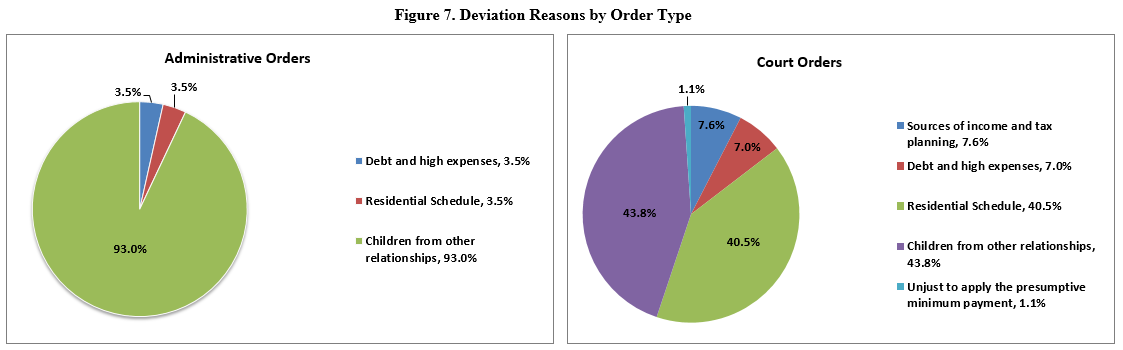 Figure 7. Deviation Reasons by Order Type
Administrative Orders
3.5%
3.5%
93.0%
Debt and high expenses, 3.5%
Residential Schedule, 3.5%
Children from other
relationships, 93.0%
Court Orders
1.1%
7.6%
7.0%
43.8%
40.5%
Sources of income and tax
planning, 7.6%
Debt and high expenses, 7.0%
Residential Schedule, 40.5%
Children from other relationships,
43.8%
Unjust to apply the presumptive
minimum payment, 1.1%